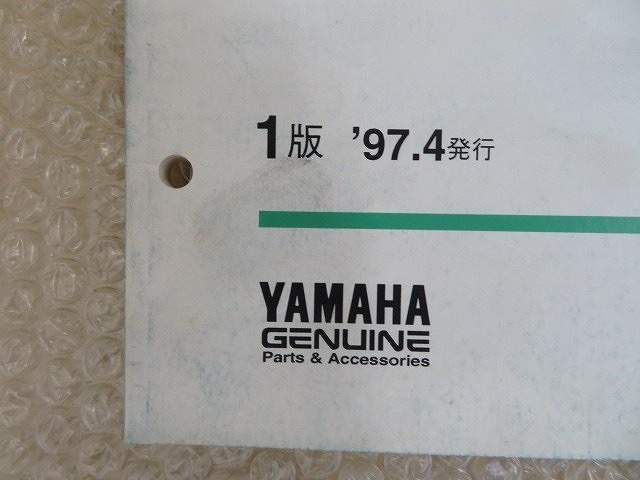 1版 ’97.4発行
YAMAHA
GENUINE
Parts & Accessories